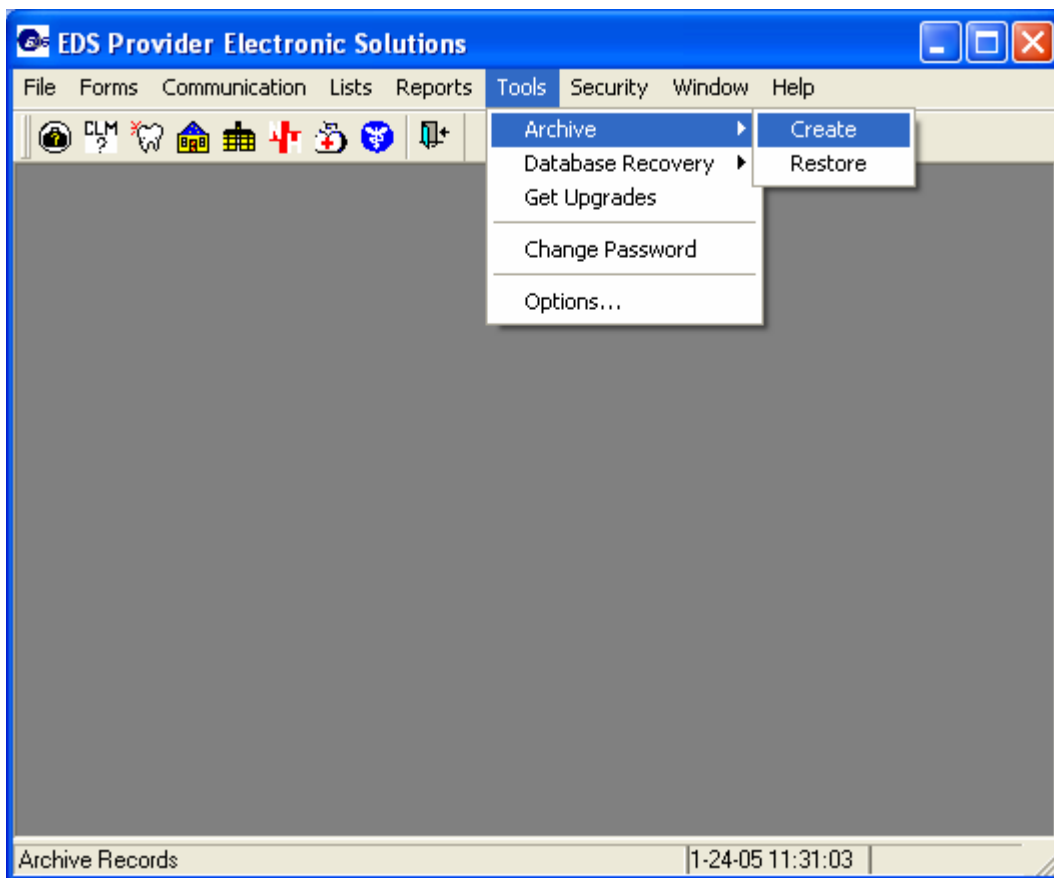 EDS Provider Electronic Solutions
File Forms Communication Lists Reports Tools Security Window Help
CLM
?
Archive
Create
Database Recovery
Restore
Get Upgrades
Change Password
Options...
Archive Records
1-24-05 11:31:03